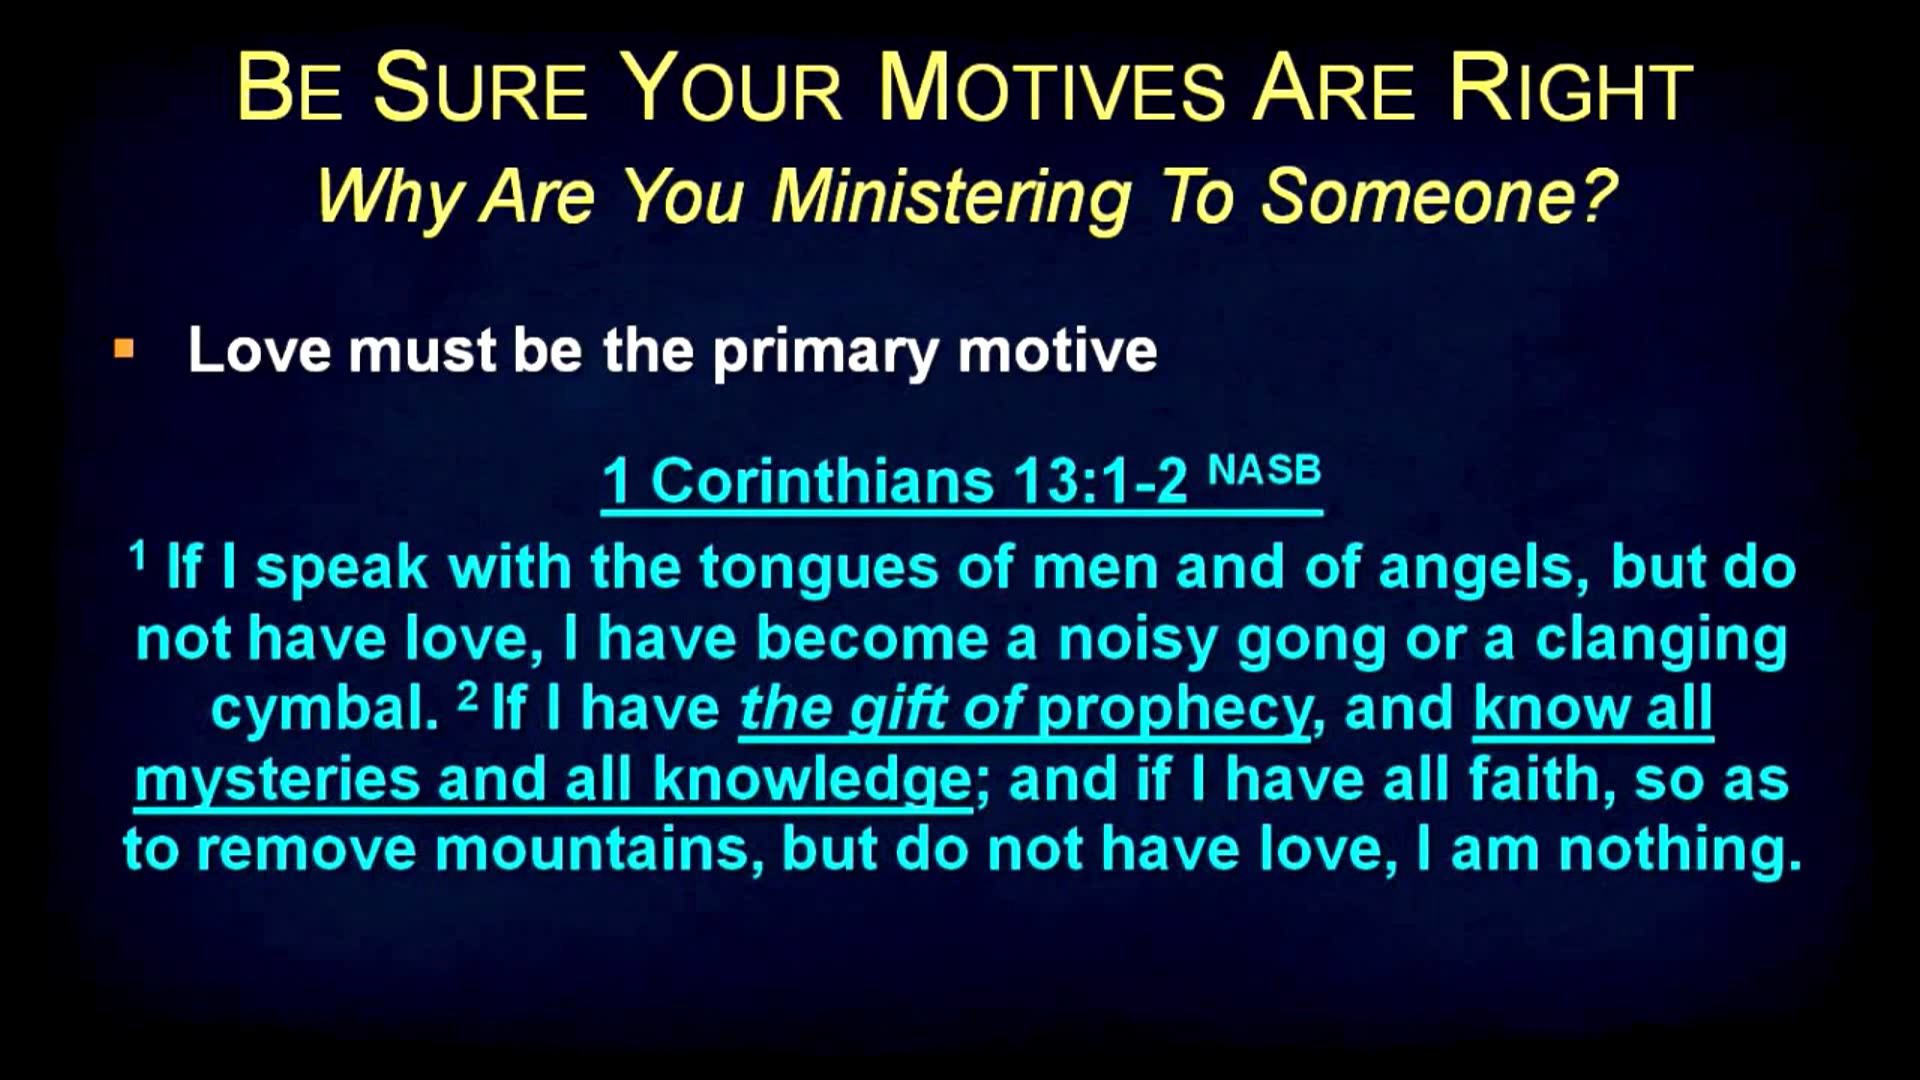 BE SURE YOUR MOTIVES ARE RIGHT
Why Are You Ministering To Someone?
▪ Love must be the primary motive
1 Corinthians 13:1-2 NASB
1 If I speak with the tongues of men and of angels, but do
not have love, I have become a noisy gong or a clanging
cymbal. 2 If I have the gift of prophecy, and know all
mysteries and all knowledge; and if I have all faith, so as
to remove mountains, but do not have love, I am nothing.